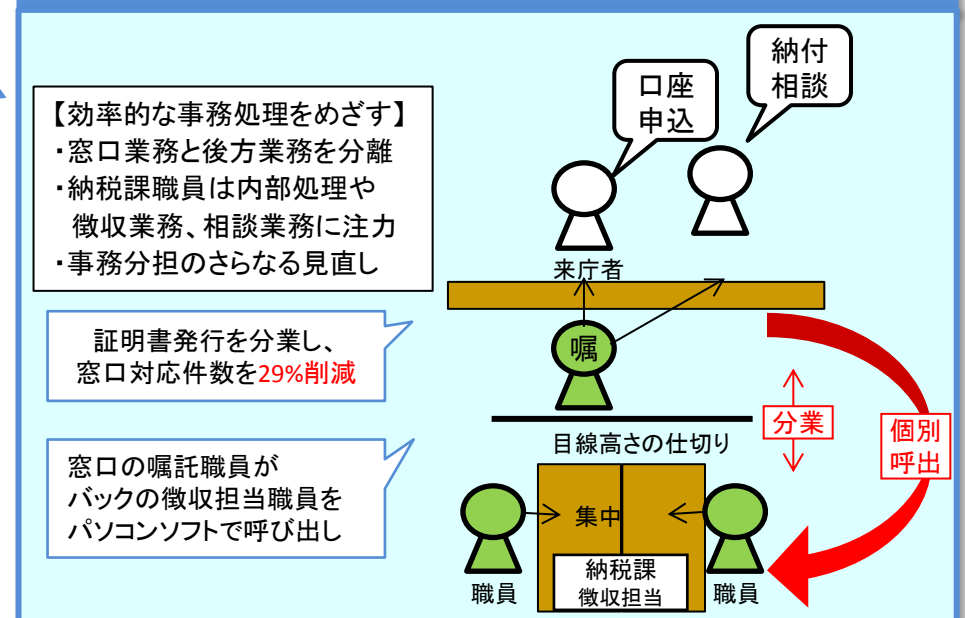 【効率的な事務処理をめざす】
・窓口業務と後方業務を分離
・納税課職員は内部処理や
徴収業務、相談業務に注力
・事務分担のさらなる見直し
口座
申込
納付
相談
来庁者
証明書発行を分業し、
窓口対応件数を29%削減
嘱
目線高さの仕切り
分業
個別
呼出
窓口の嘱託職員が
バックの徴収担当職員を
パソコンソフトで呼び出し
集中
納税課
徴収担当
職員
職員